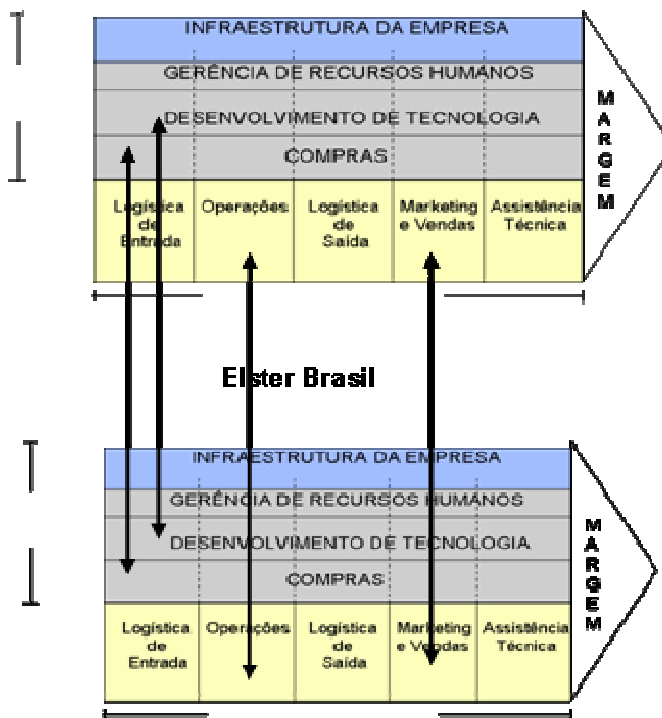 INFRAESTRUTURA DA EMPRESA
GERÊNCIA DE RECURSOS HUMANOS
DESENVOLVIMENTO DE TECNOLOGIA
COMPRAS
Logística de Entrada
Operações
Logística de Saída
Marketing e Vendas
Assistência Técnica
MARGEM
Elster Brasil
INFRAESTRUTURA DA EMPRESA
GERÊNCIA DE RECURSOS HUMANOS
DESENVOLVIMENTO DE TECNOLOGIA
COMPRAS
Logística de Entrada
Operações
Logística de Saída
Marketing e Vendas
Assistência Técnica
MARGEM